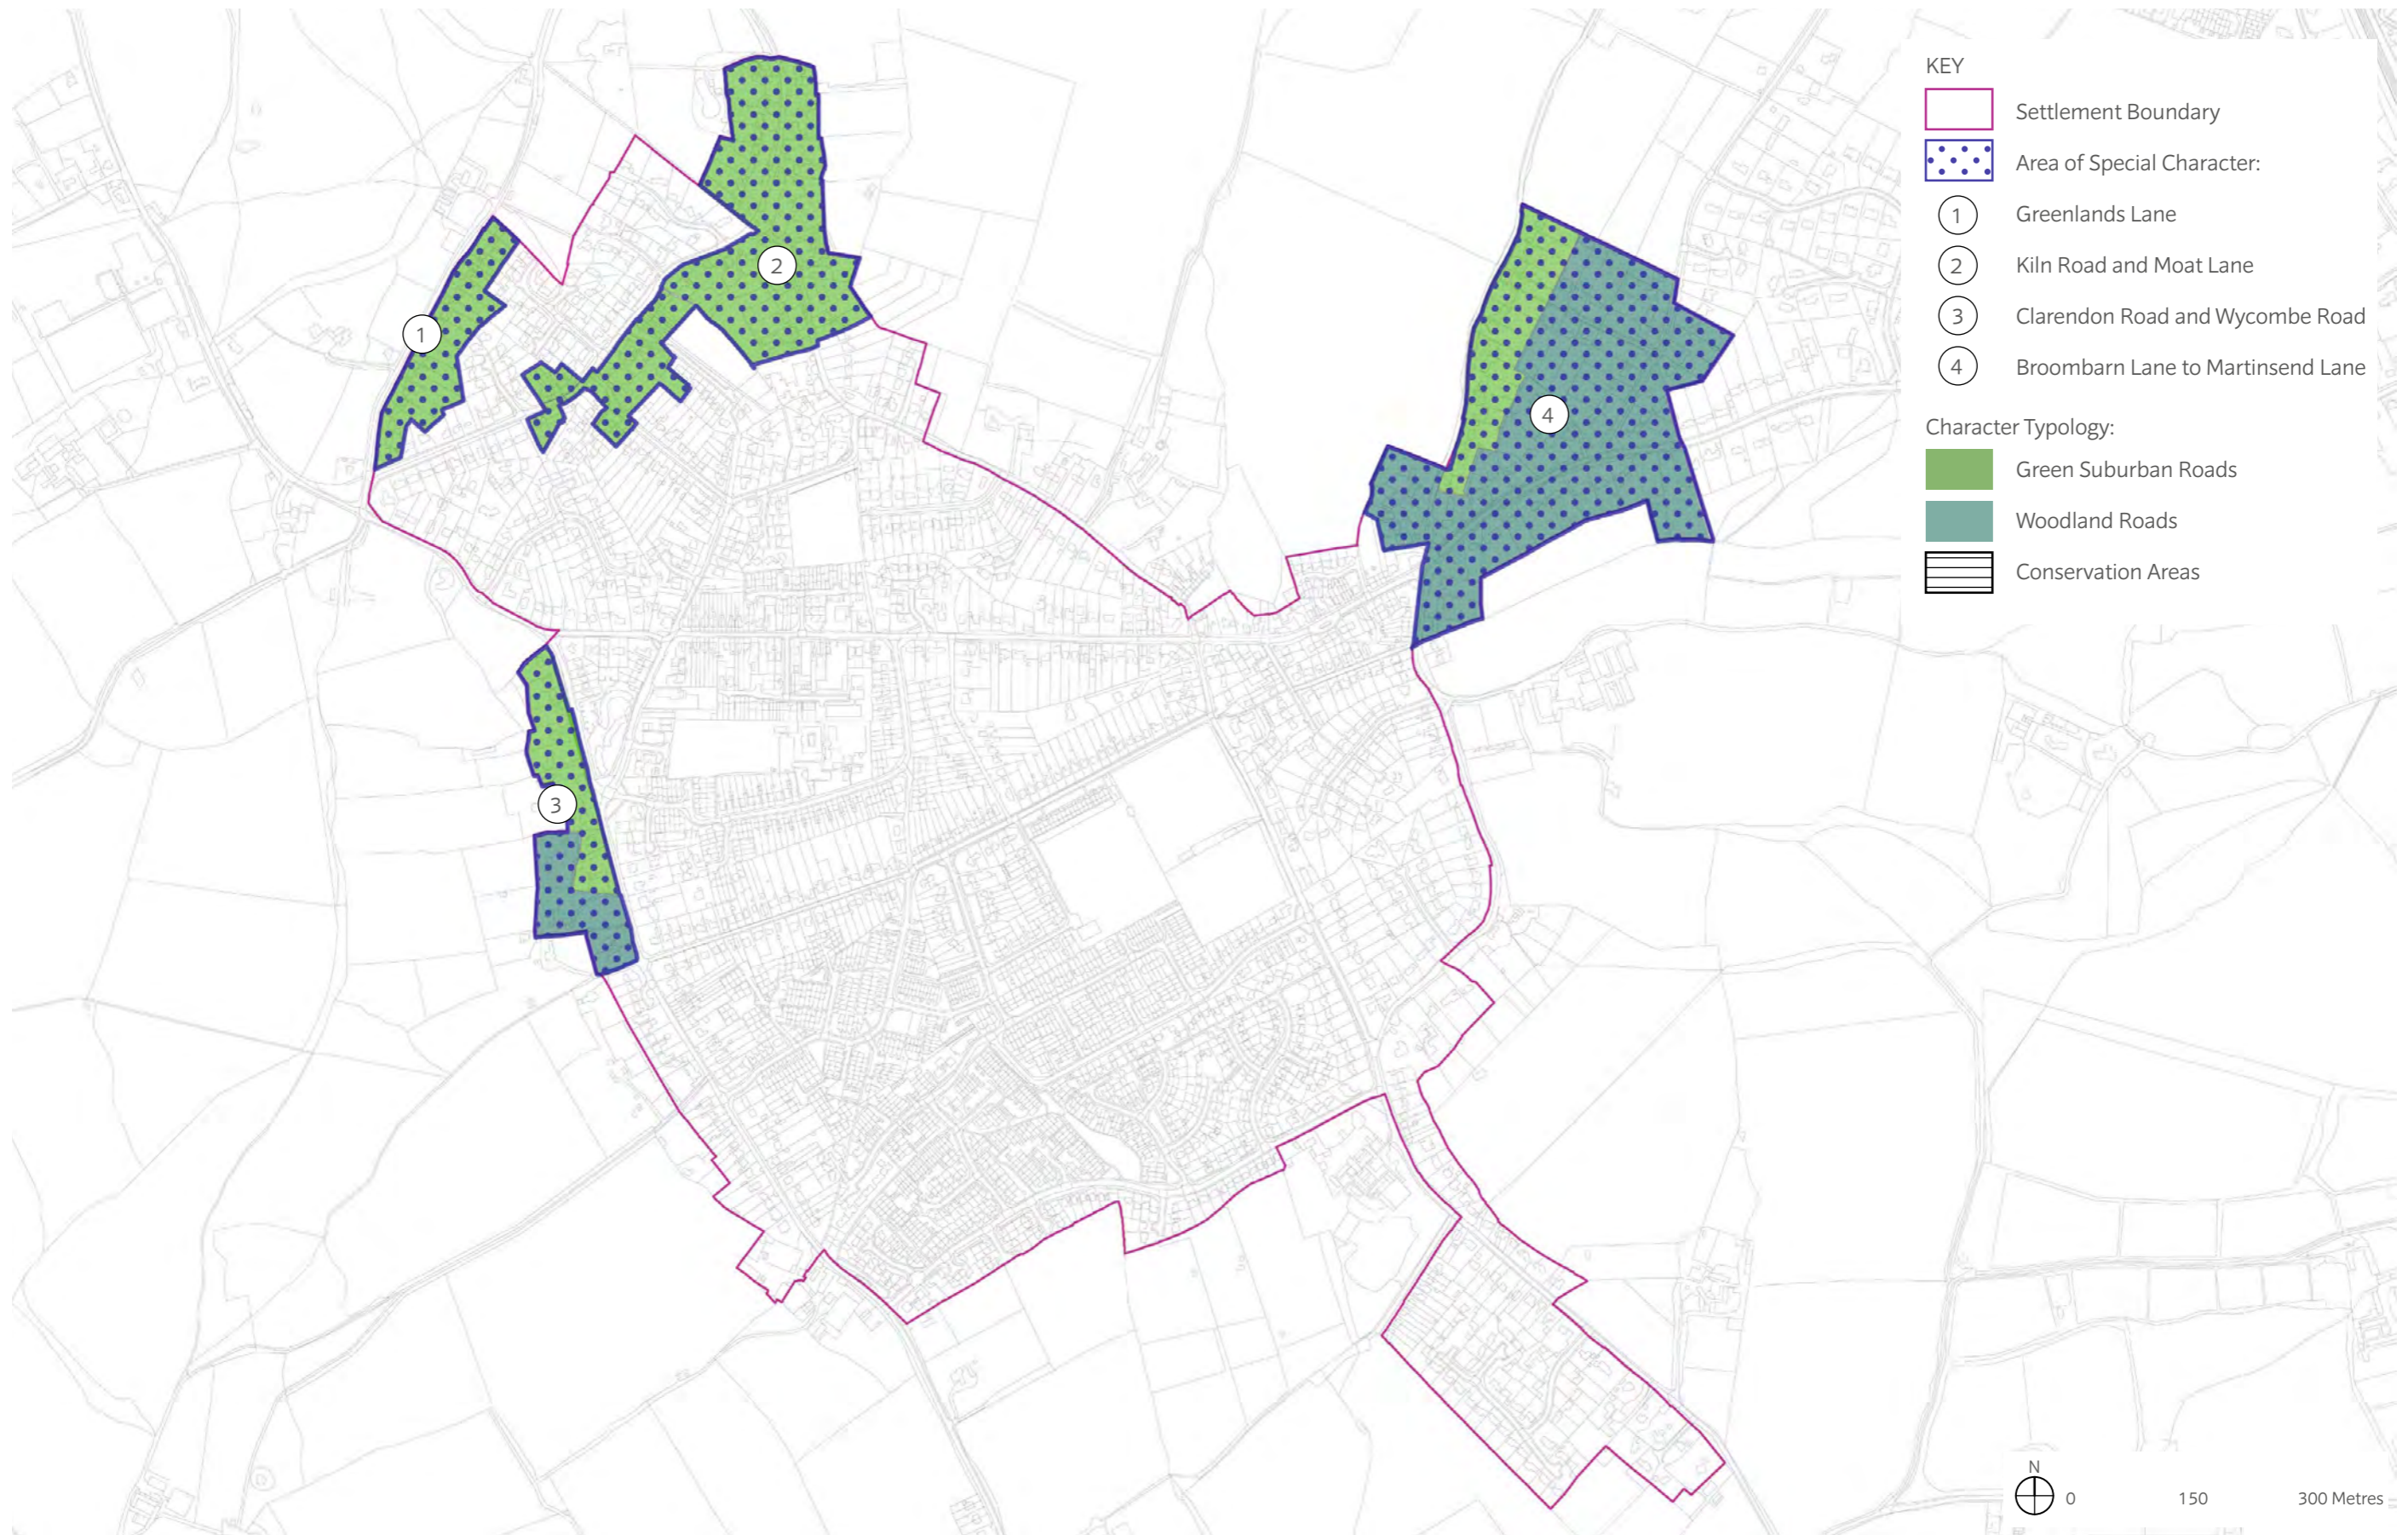 KEY
Settlement Boundary
Area of Special Character:
1 Greenlands Lane
2 Kiln Road and Moat Lane
3 Clarendon Road and Wycombe Road
4 Broombarn Lane to Martinsend Lane
Character Typology:
Green Suburban Roads
Woodland Roads
Conservation Areas
1
2
3
4
N
0 150 300 Metres